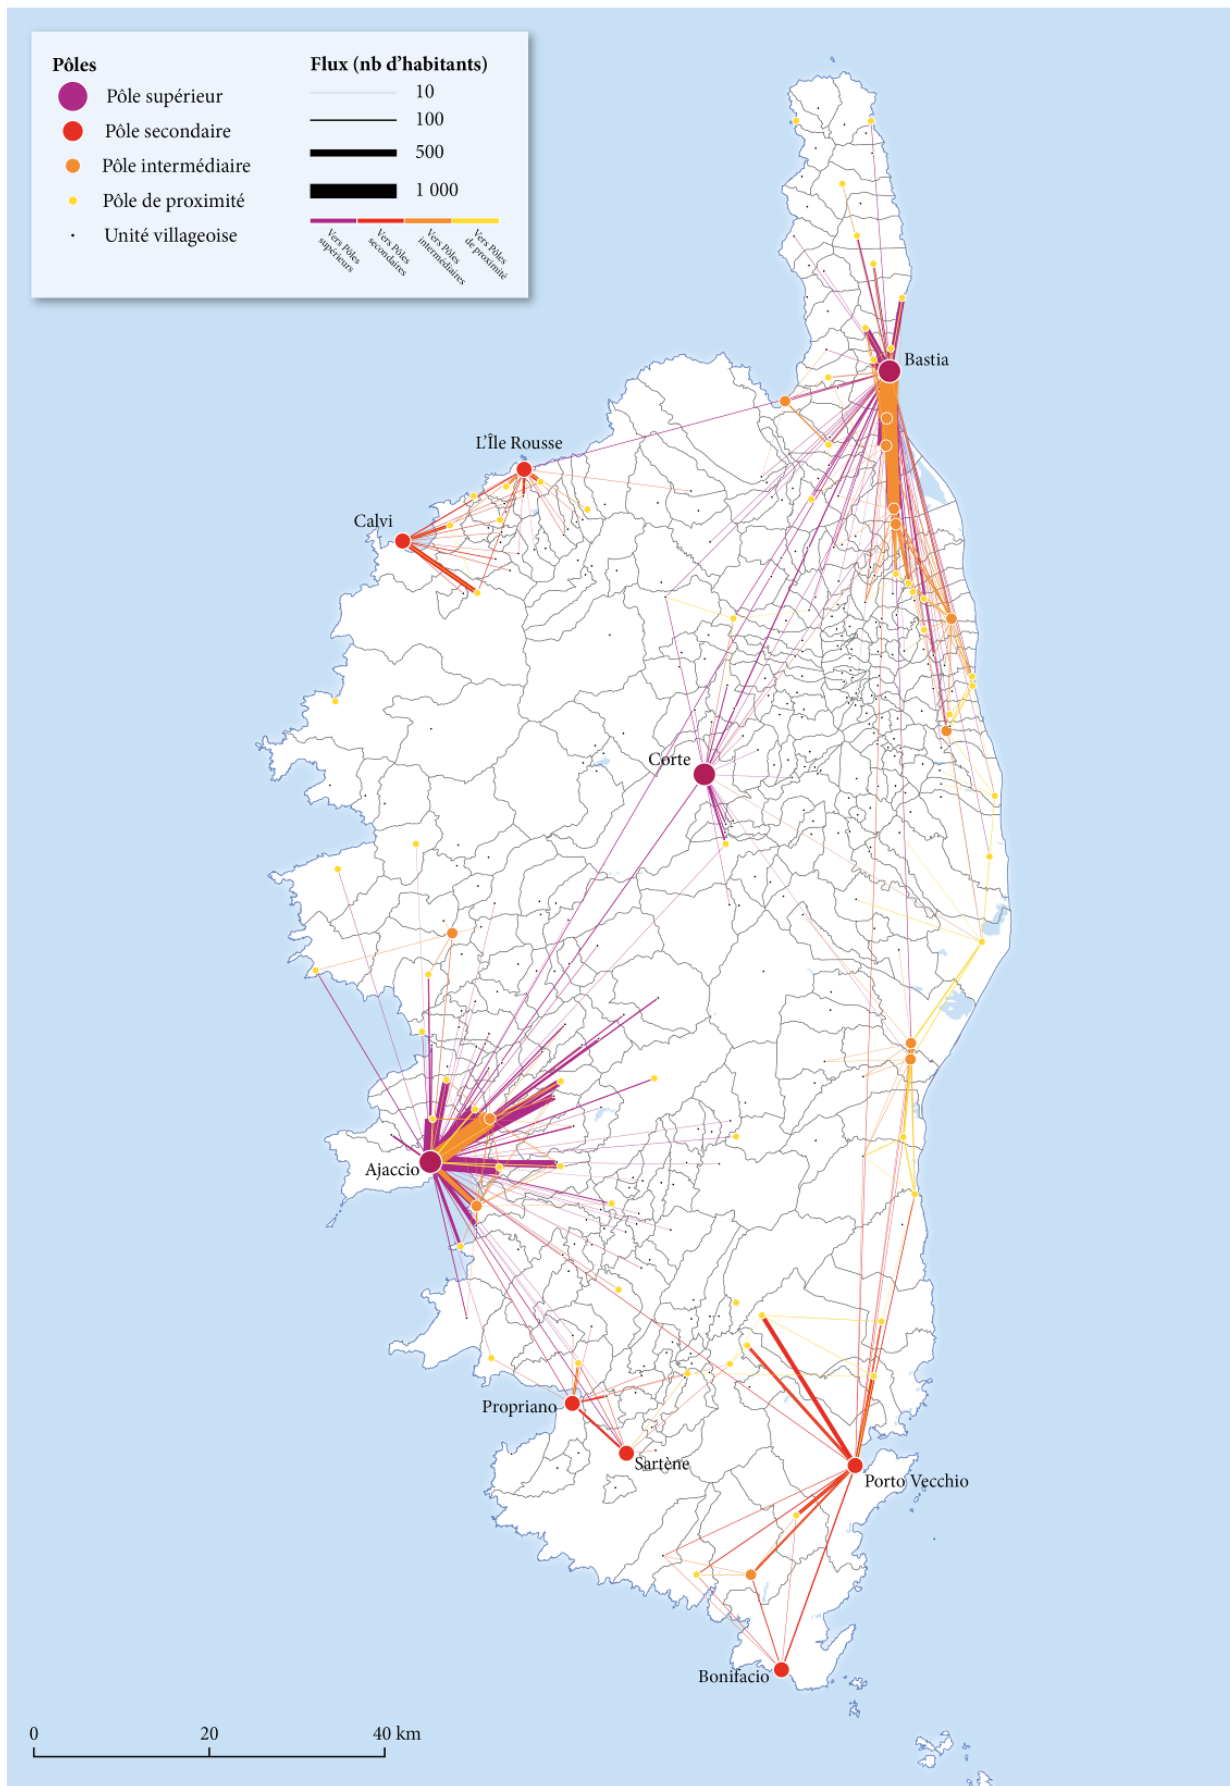 Pôles
Pôle supérieur
Pôle secondaire
Pôle intermédiaire
Pôle de proximité
Unité villageoise
Flux (nb d’habitants)
10
100
500
1 000
Vers Pôles
supérieurs
Vers Pôles
secondaires
Vers Pôles
intermédiaires
Vers Pôles
de proximité
Bastia
L’Île Rousse
Calvi
Corte
Ajaccio
Propriano
Sartène
Porto Vecchio
Bonifacio
0 20 40 km